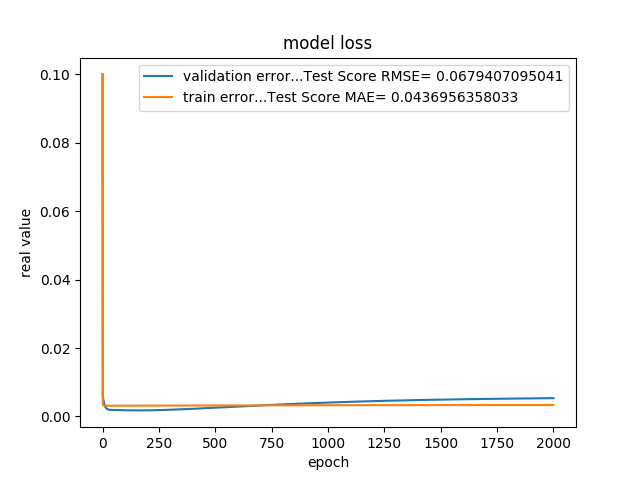 model loss
validation error...Test Score RMSE= 0.0679407095041
train error...Test Score MAE= 0.0436956358033
real value
0.10
0.08
0.06
0.04
0.02
0.00
0 250 500 750 1000 1250 1500 1750 2000
epoch